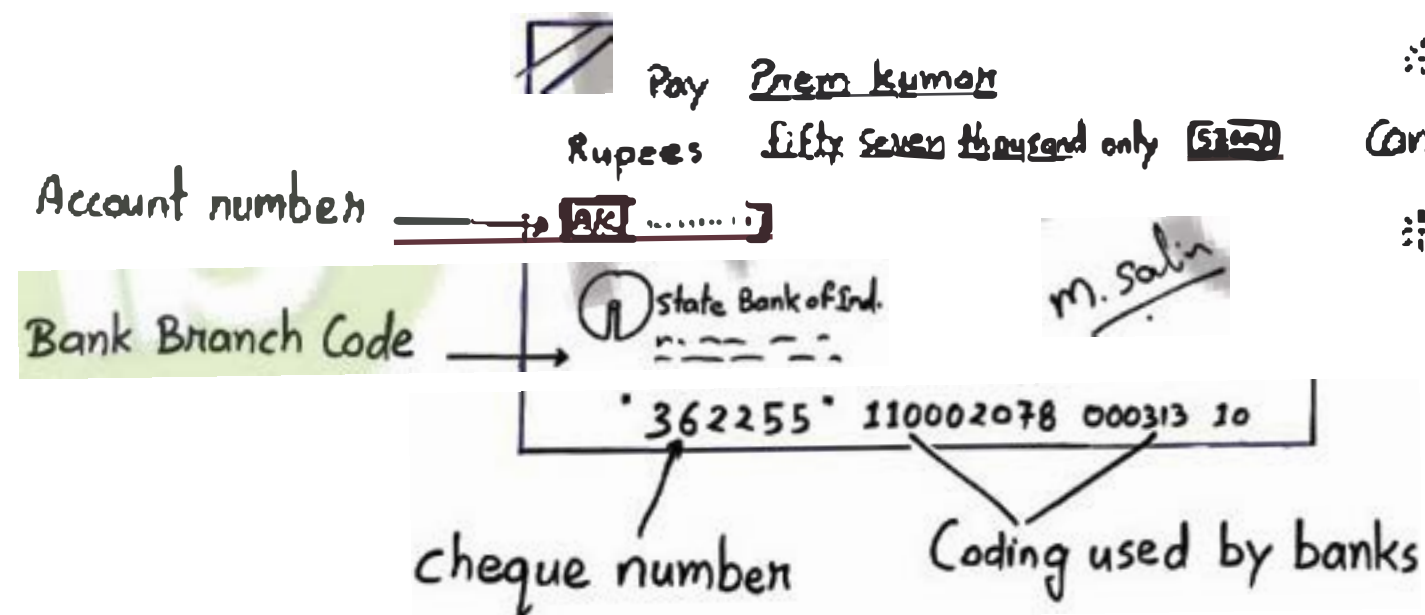 Pay Prem Kumar
Rupees fifty seven thousand only
Account number
State Bank of Ind.
m. Salin
Bank Branch Code
362255 110002078 000313 10
cheque number
Coding used by banks